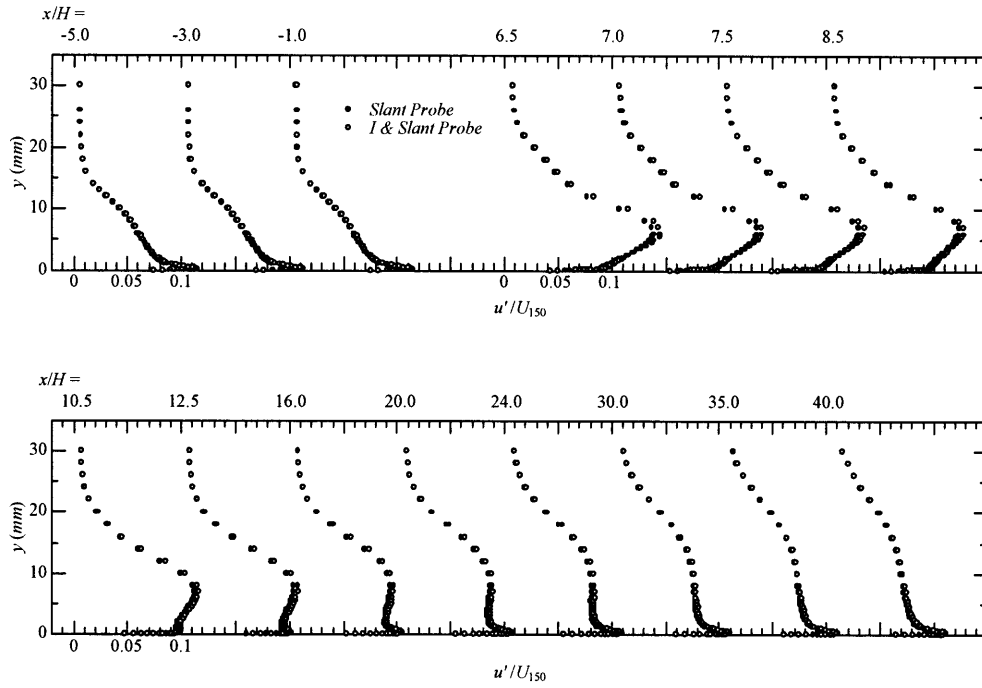 x/H =
-5.0 -3.0 -1.0 6.5 7.0 7.5 8.5
30
20
10
0
y (mm)
Slant Probe
I & Slant Probe
0 0.05 0.1 0 0.05 0.1
u'/U150
x/H =
10.5 12.5 16.0 20.0 24.0 30.0 35.0 40.0
30
20
10
0
y (mm)
0 0.05 0.1
u'/U150